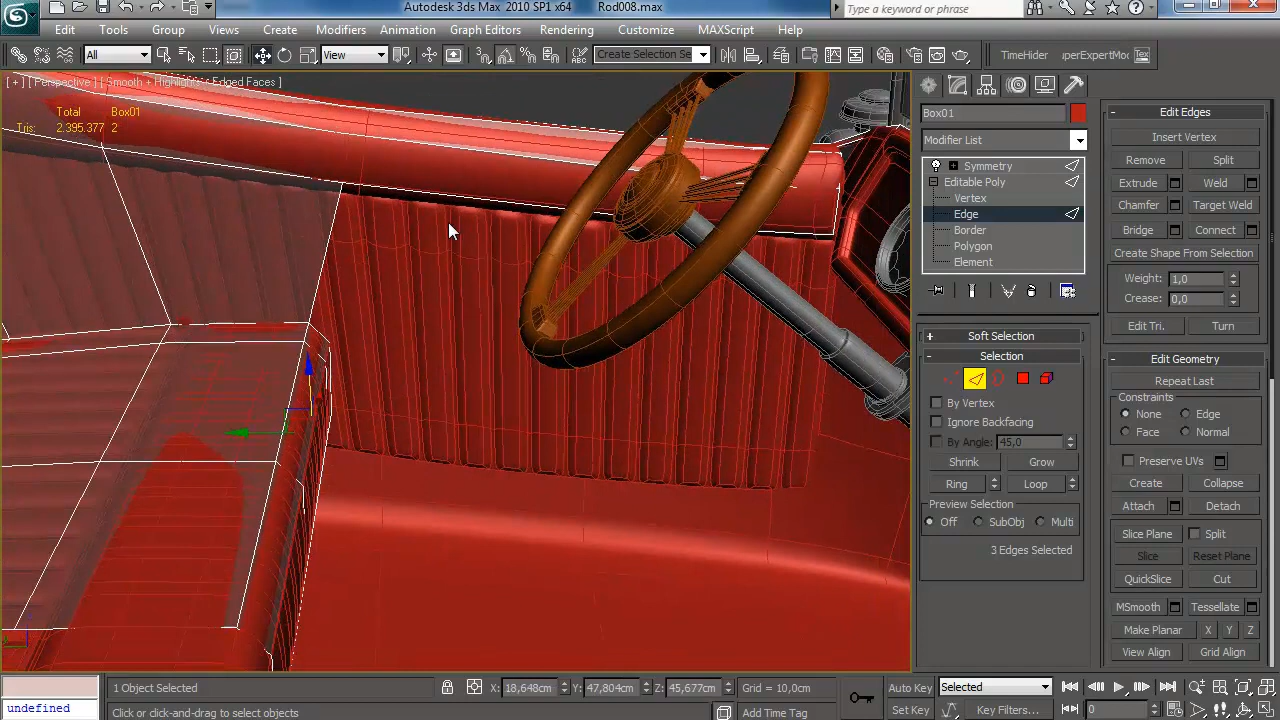 Autodesk 3ds Max 2010 SP1 x64 Rod008.max
Type a keyword or phrase
Tools Group Views Create Modifiers Animation Graph Editors Rendering Customize MAXScript Help
All View Create Selection Se TimeHider perExpertMoc Tex
[ + ] [ Perspective ] [ Smooth + Highlights + Edged Faces ]
Total Box01
Tris: 2.395.377 2
Box01
Modifier List
Symmetry
Editable Poly
Vertex
Edge
Border
Polygon
Element
Soft Selection
Selection
By Vertex
Ignore Backfacing
By Angle: 45,0
Shrink Grow
Ring Loop
Preview Selection
Off SubObj Multi
3 Edges Selected
Edit Edges
Insert Vertex
Remove Split
Extrude Weld
Chamfer Target Weld
Bridge Connect
Create Shape From Selection
Weight: 1,0
Crease: 0,0
Edit Tri. Turn
Edit Geometry
Repeat Last
Constraints
None Edge
Face Normal
Preserve UVs
Create Collapse
Attach Detach
Slice Plane Split
Slice Reset Plane
QuickSlice Cut
MSmooth Tessellate
Make Planar X Y Z
View Align Grid Align
1 Object Selected X: 18,648cm Y: 47,804cm Z: 45,677cm Grid = 10,0cm Auto Key Selected
undefined Click or click-and-drag to select objects Add Time Tag Set Key Key Filters... 0